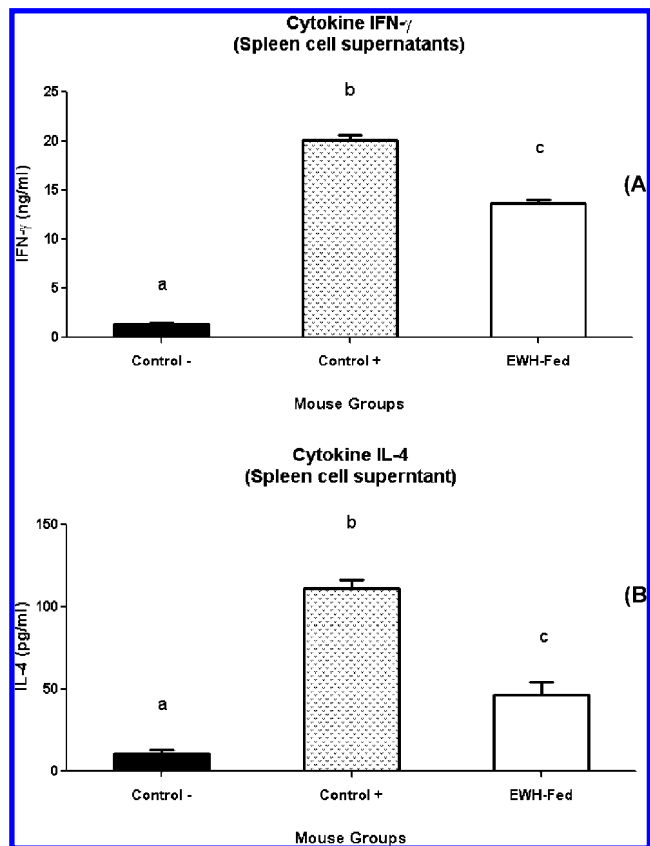 Cytokine IFN-γ
(Spleen cell supernatants)
b
25
20
c
(A
15
IFN-γ (ng/ml)
10
a
5
0
Control -
Control +
EWH-Fed
Mouse Groups
Cytokine IL-4
(Spleen cell superntant)
b
150
(B
100
c
IL-4 (pg/ml)
50
a
0
Control -
Control +
EWH-Fed
Mouse Groups